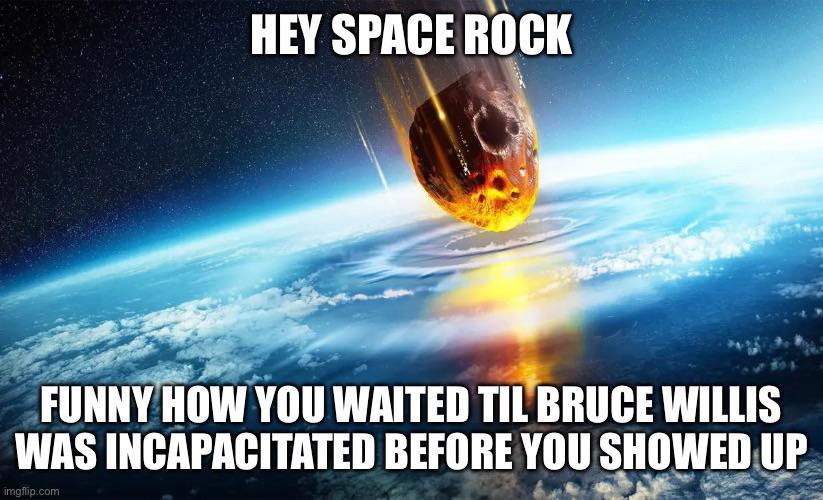 HEY SPACE ROCK
FUNNY HOW YOU WAITED TIL BRUCE WILLIS
WAS INCAPACITATED BEFORE YOU SHOWED UP
imgflip.com